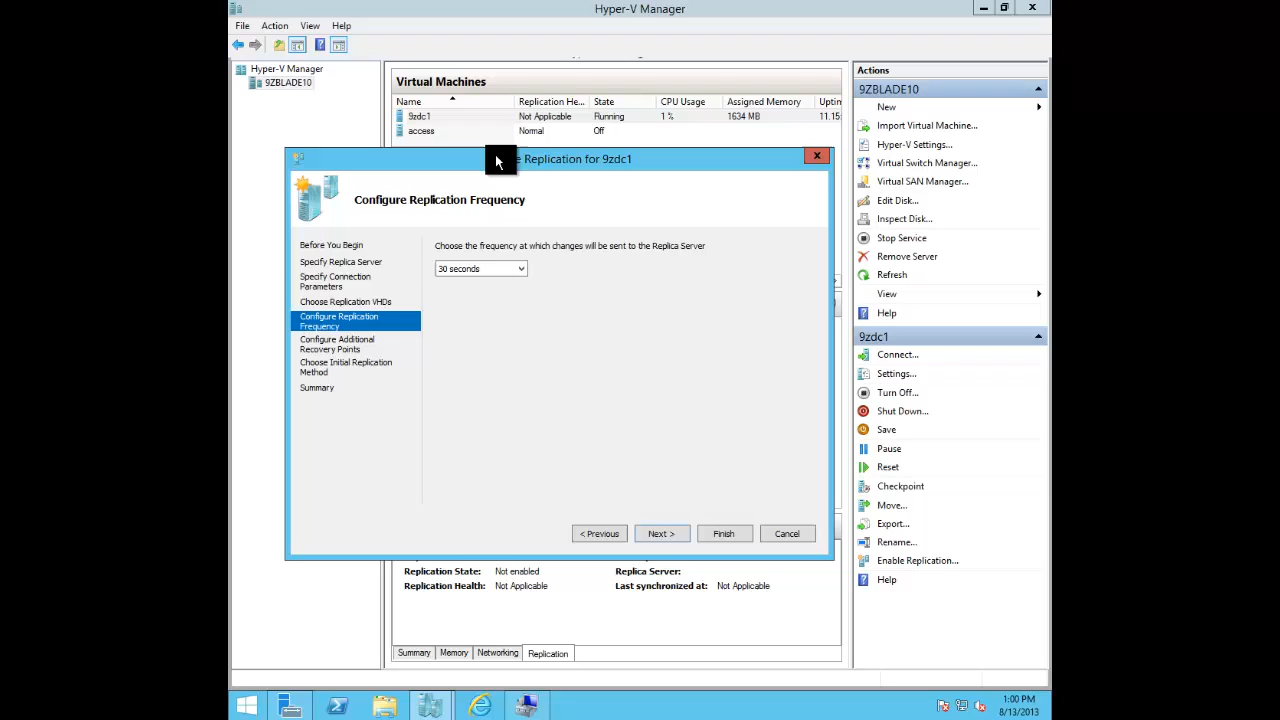 Hyper-V Manager
File Action View Help
Hyper-V Manager
9ZBLADE10
Virtual Machines
Name Replication He... State CPU Usage Assigned Memory Uptin
9zdc1 Not Applicable Running 1 % 1634 MB 11.15:
access Normal Off
Replication for 9zdc1
Configure Replication Frequency
Before You Begin
Specify Replica Server
Specify Connection
Parameters
Choose Replication VHDs
Configure Replication
Frequency
Configure Additional
Recovery Points
Choose Initial Replication
Method
Summary
Choose the frequency at which changes will be sent to the Replica Server
30 seconds
< Previous Next > Finish Cancel
Replication State: Not enabled Replica Server:
Replication Health: Not Applicable Last synchronized at: Not Applicable
Summary Memory Networking Replication
Actions
9ZBLADE10
New
Import Virtual Machine...
Hyper-V Settings...
Virtual Switch Manager...
Virtual SAN Manager...
Edit Disk...
Inspect Disk...
Stop Service
Remove Server
Refresh
View
Help
9zdc1
Connect...
Settings...
Turn Off...
Shut Down...
Save
Pause
Reset
Checkpoint
Move...
Export...
Rename...
Enable Replication...
Help
1:00 PM
8/13/2013